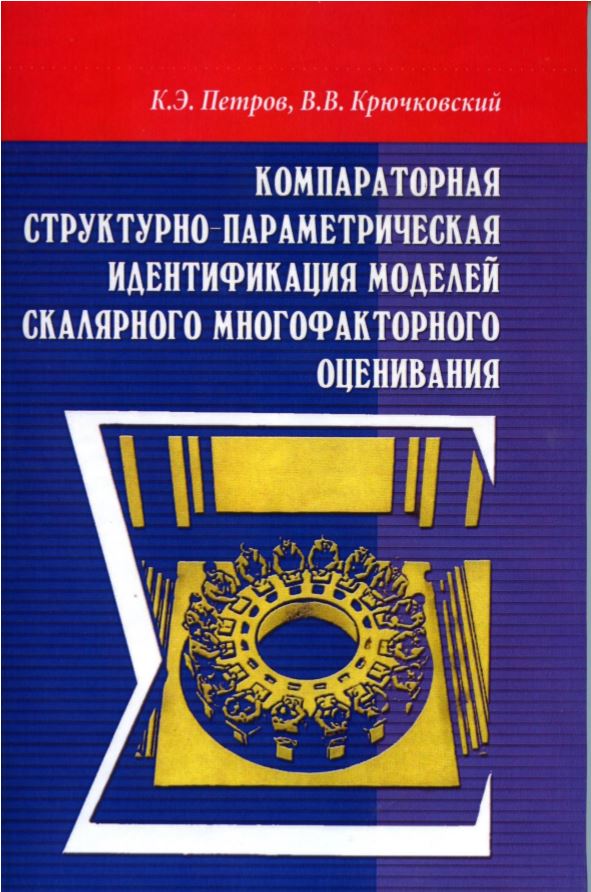 К.Э. Петров, В.В. Крючковский
КОМПАРАТОРНАЯ
СТРУКТУРНО-ПАРАМЕТРИЧЕСКАЯ
ИДЕНТИФИКАЦИЯ МОДЕЛЕЙ
СКАЛЯРНОГО МНОГОФАКТОРНОГО
ОЦЕНИВАНИЯ